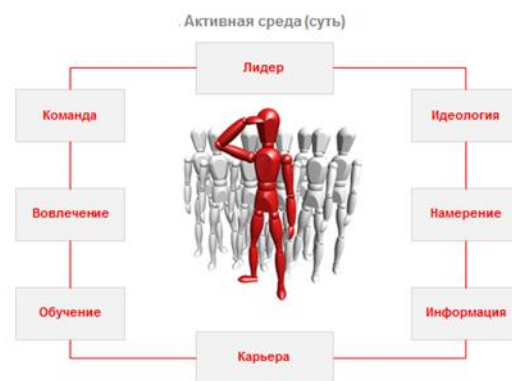 Активная среда (суть)
Лидер
Команда
Идеология
Вовлечение
Намерение
Обучение
Информация
Карьера